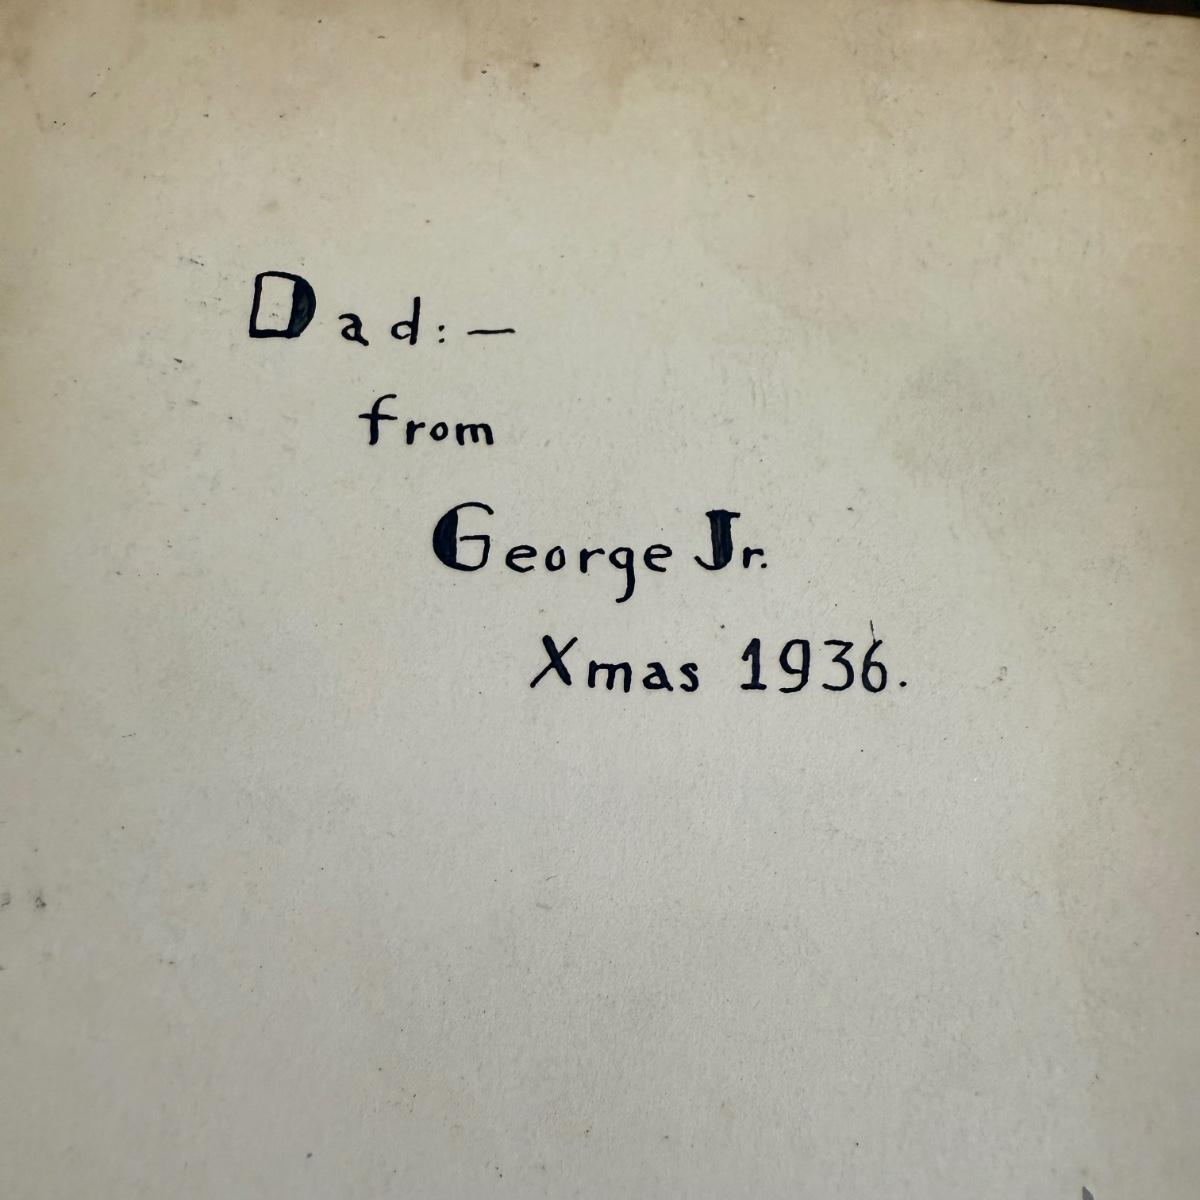 Dad:—
from
George Jr.
Xmas 1936.